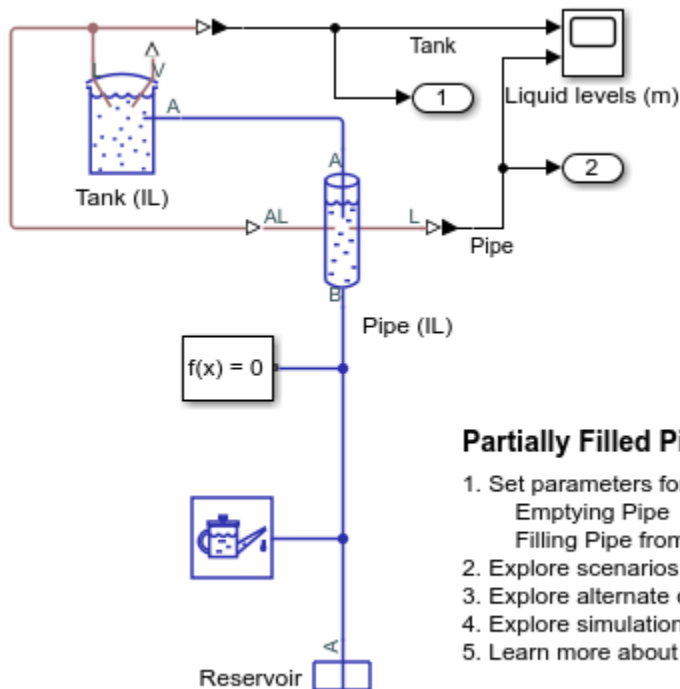 Tank
1
Liquid levels (m)
L
V
A
Tank (IL)
A
2
AL
L
Pipe
B
Pipe (IL)
f(x) = 0
Partially Filled Pi
1. Set parameters for
Emptying Pipe
Filling Pipe from
2. Explore scenarios
3. Explore alternate
4. Explore simulation
5. Learn more about
A
Reservoir